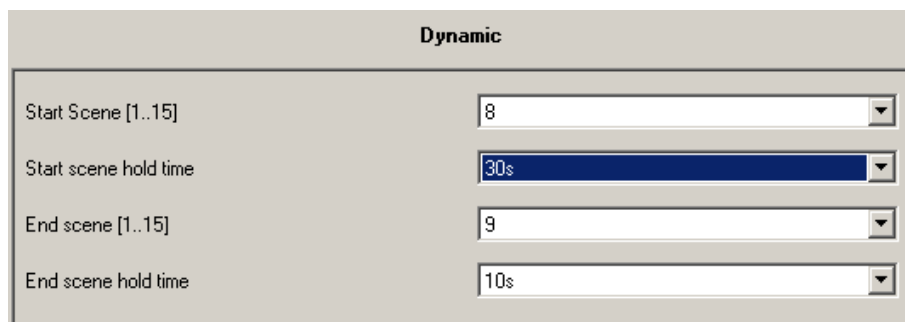 Dynamic
Start Scene [1..15] 8
Start scene hold time 30s
End scene [1..15] 9
End scene hold time 10s